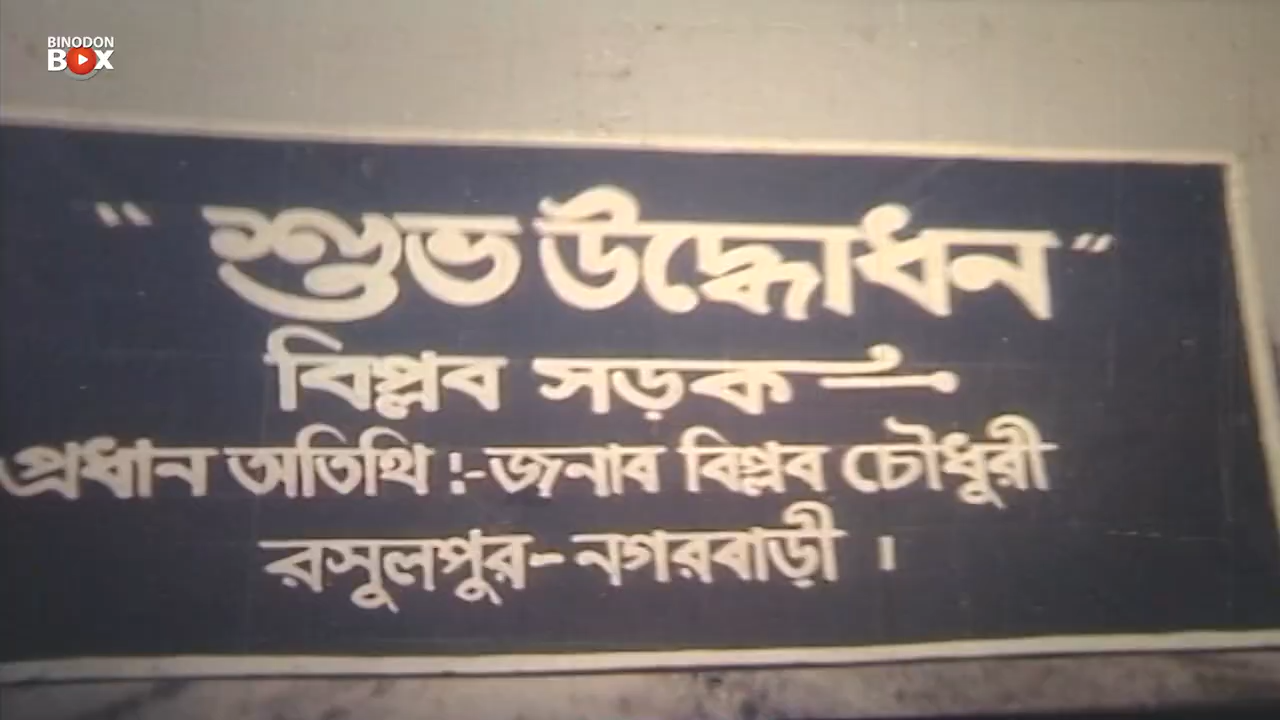 BINODON
BOX
“ শুভ উদ্ধোধন ”
বিপ্লব সড়ক
প্রধান অতিথি :- জনাব বিপ্লব চৌধুরী
রসুলপুর - নগরবাড়ী ।